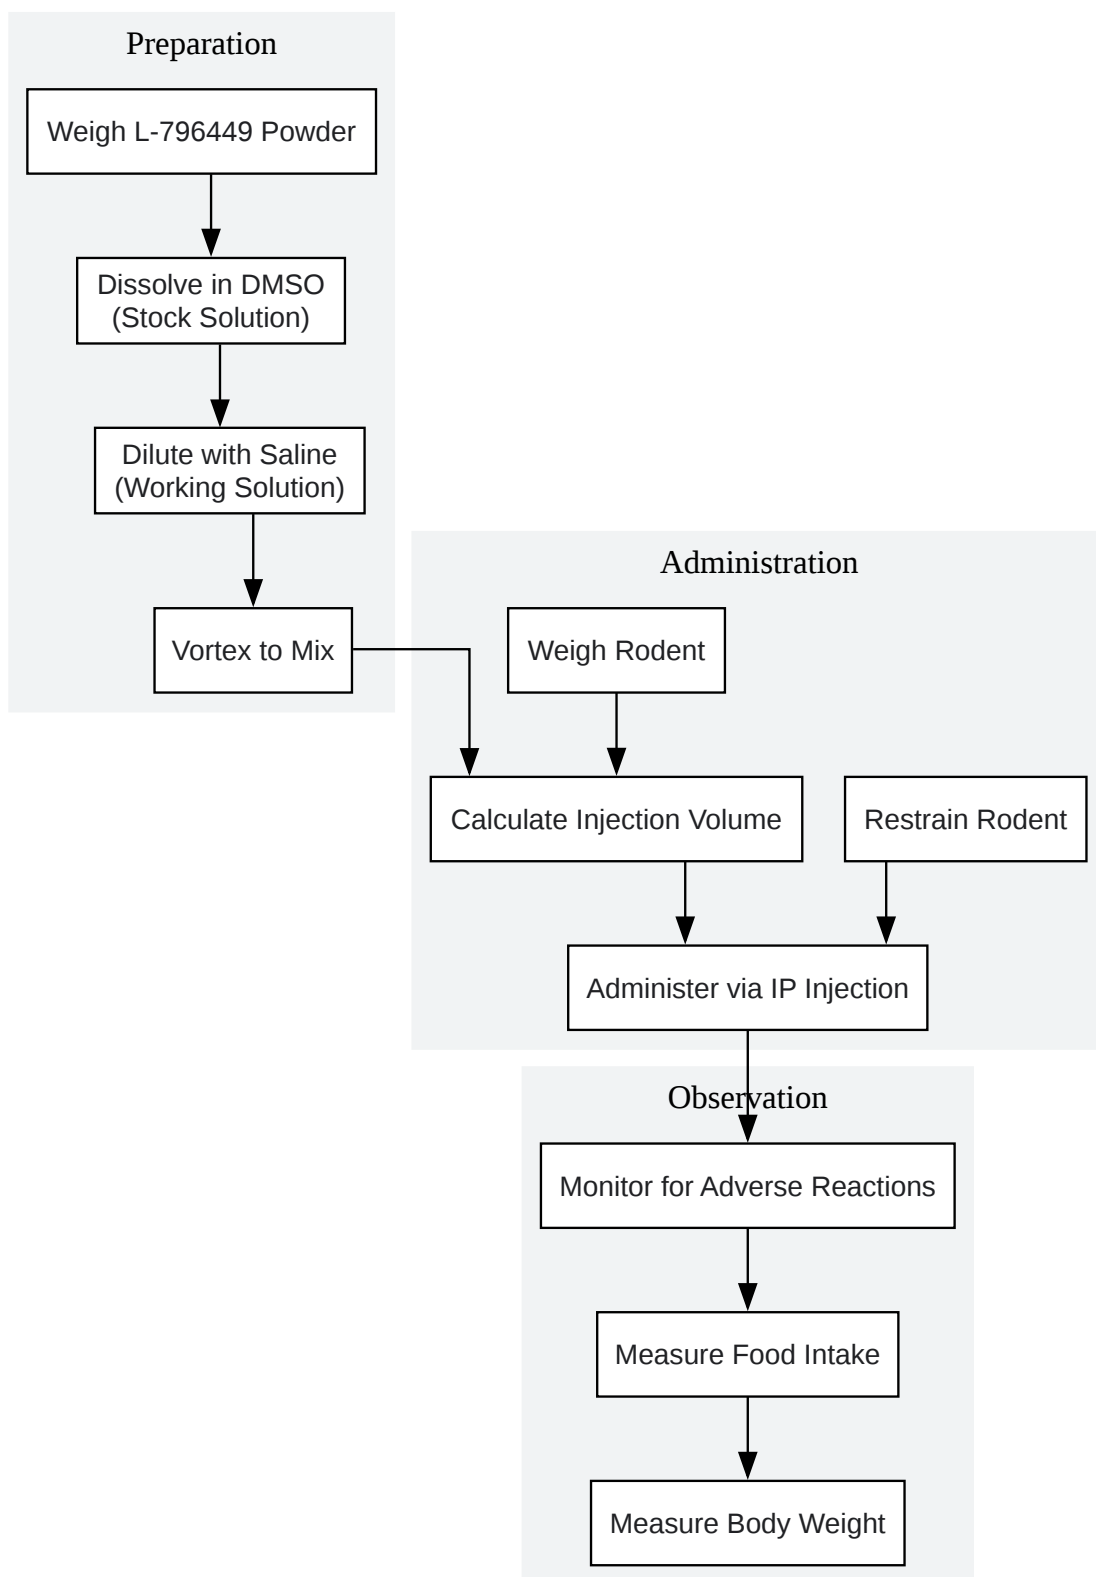 Preparation
Weigh L-796449 Powder
Dissolve in DMSO
(Stock Solution)
Dilute with Saline
(Working Solution)
Vortex to Mix
Administration
Weigh Rodent
Calculate Injection Volume
Restrain Rodent
Administer via IP Injection
Observation
Monitor for Adverse Reactions
Measure Food Intake
Measure Body Weight